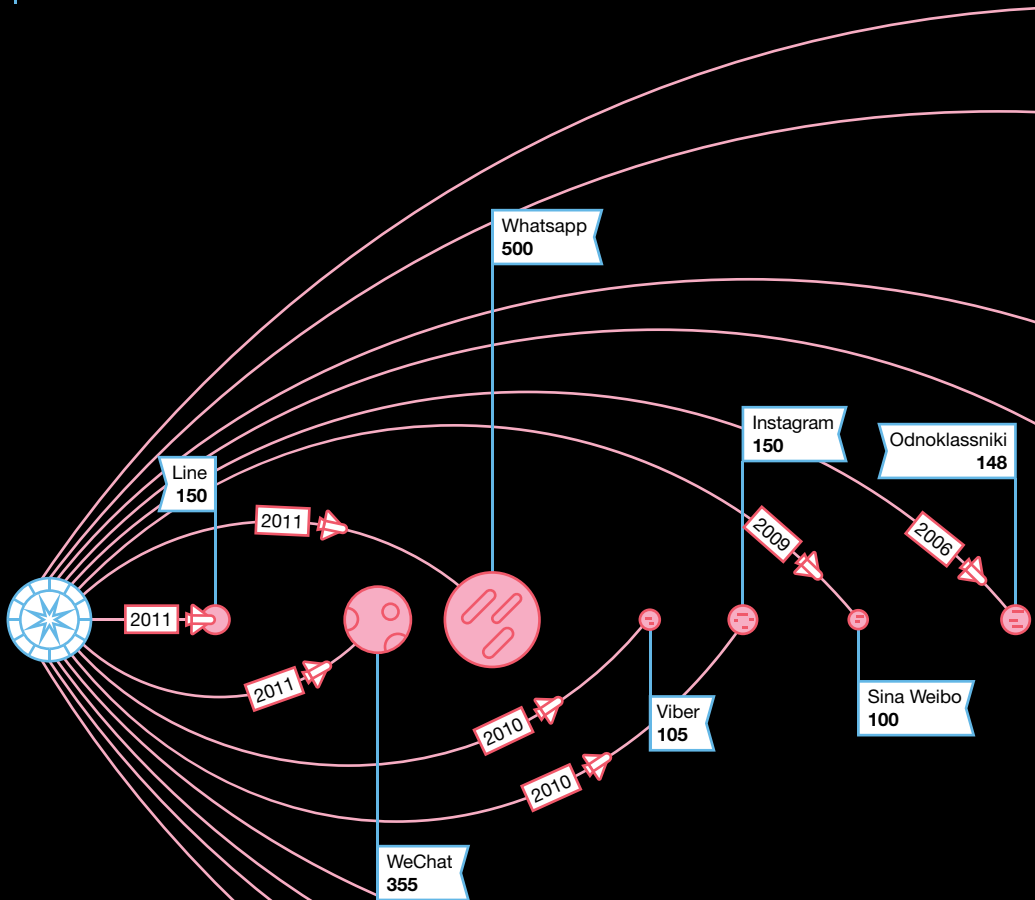 Whatsapp
500
Instagram
150
Odnoklassniki
148
Line
150
2011
2009
2006
2011
2011
Sina Weibo
100
Viber
105
2010
2010
WeChat
355